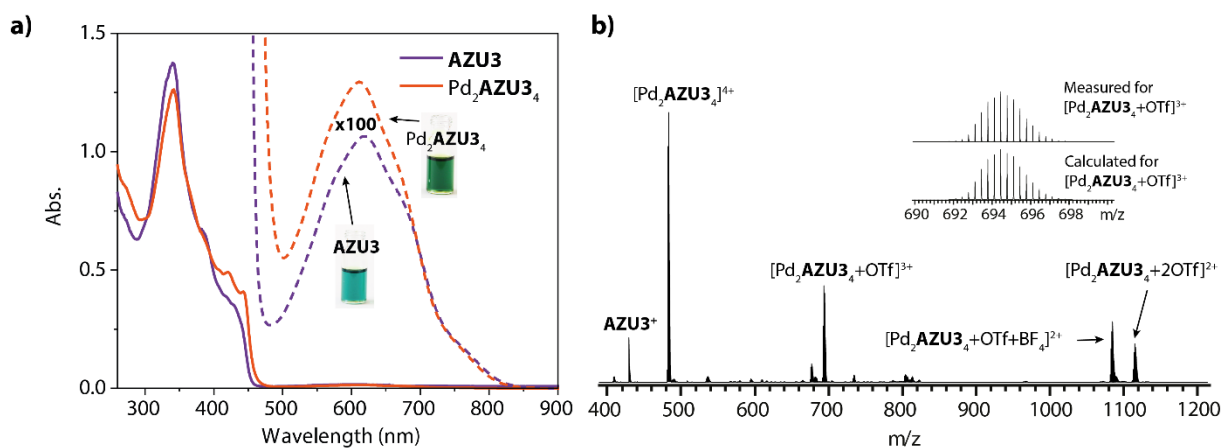 a)
1.5
1.0
0.5
0.0
Abs.
300 400 500 600 700 800 900
Wavelength (nm)
AZU3
Pd₂AZU3₄
x100
Pd₂AZU3₄
AZU3
b)
[Pd₂AZU3₄]⁴⁺
AZU3⁺
[Pd₂AZU3₄+OTf]³⁺
[Pd₂AZU3₄+OTf+BF₄]²⁺
[Pd₂AZU3₄+2OTf]²⁺
Measured for
[Pd₂AZU3₄+OTf]³⁺
Calculated for
[Pd₂AZU3₄+OTf]³⁺
690 692 694 696 698 m/z
400 500 600 700 800 900 1000 1100 1200
m/z